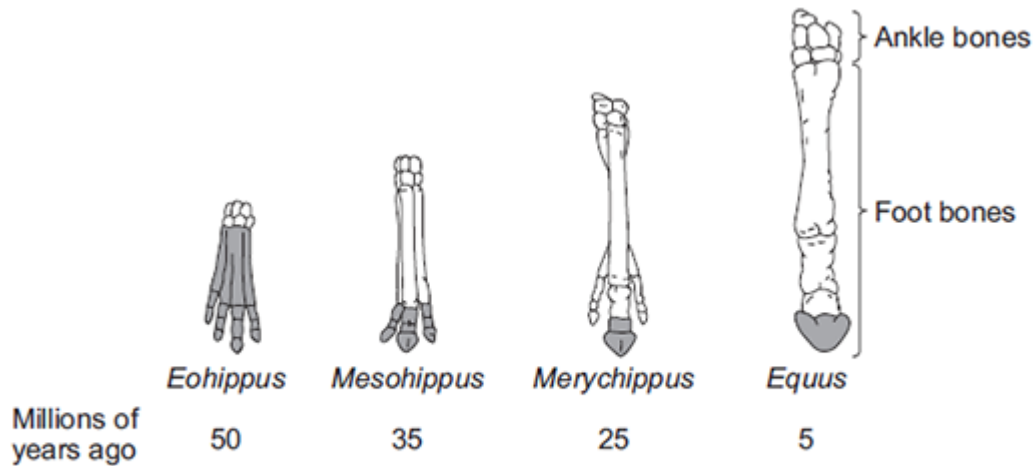 Ankle bones
Foot bones
Eohippus Mesohippus Merychippus Equus
Millions of
years ago 50 35 25 5